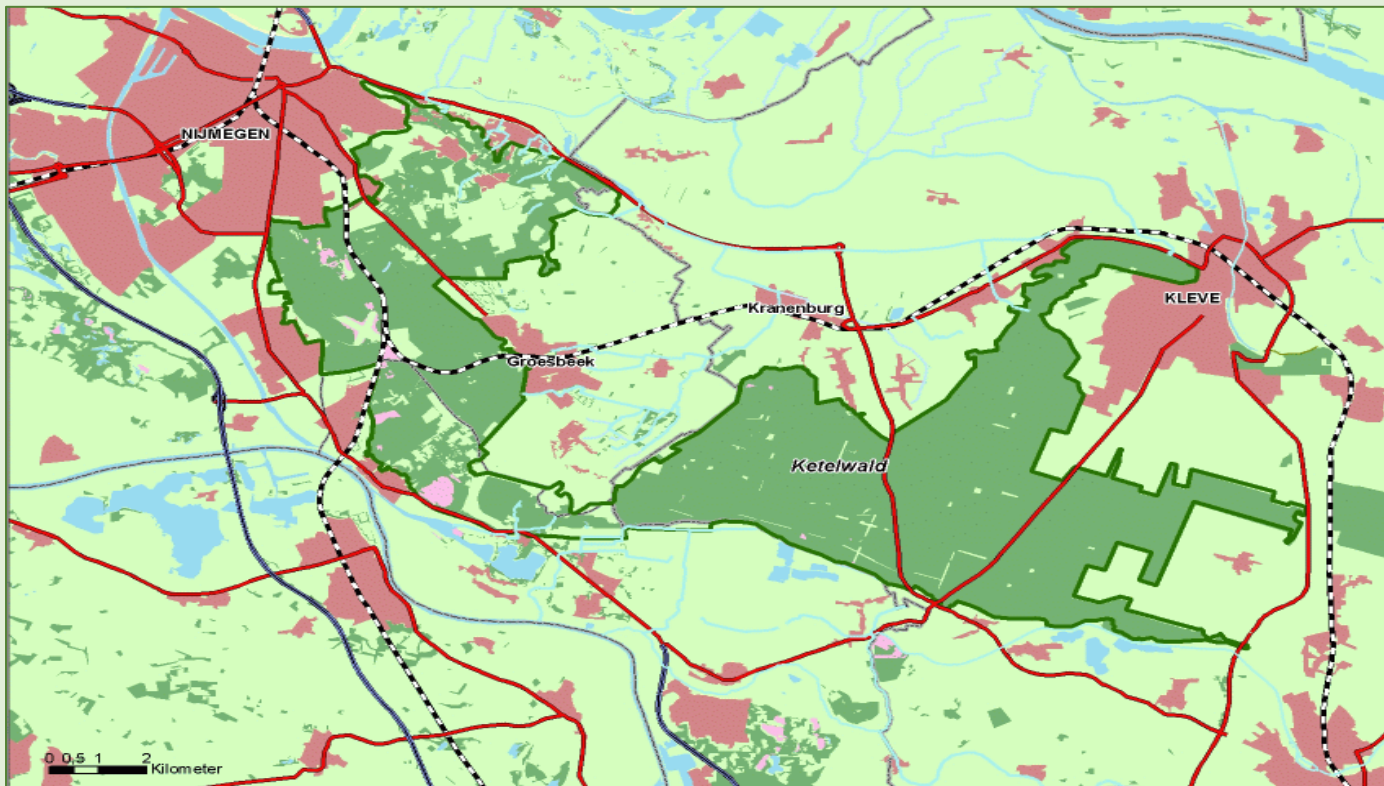 NIJMEGEN
KLEVE
Kranenburg
Groesbeek
Ketelwald
0 0,5 1 2
Kilometer